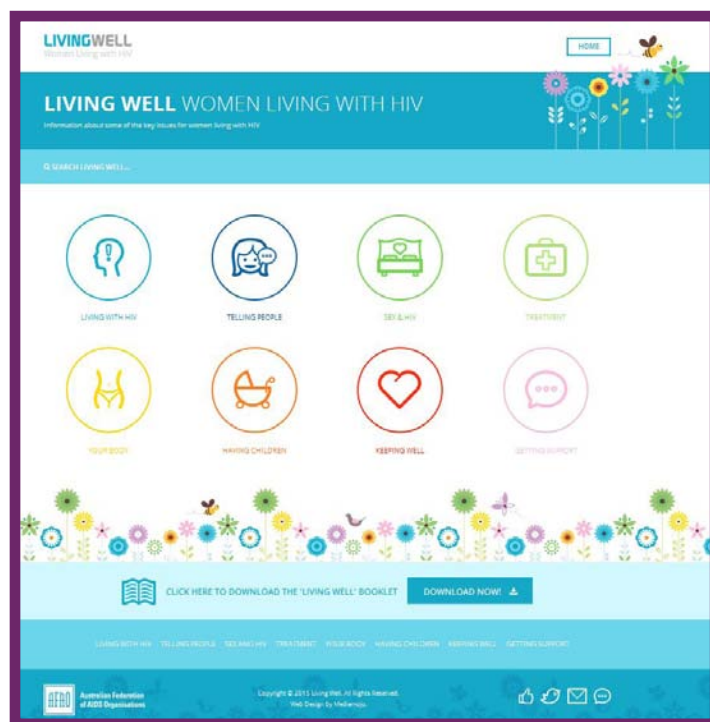 LIVINGWELL
Women Living with HIV
HOME
LIVING WELL WOMEN LIVING WITH HIV
Information about some of the key issues for women living with HIV
SEARCH LIVING WELL...
LIVING WITH HIV
TELLING PEOPLE
SEX & HIV
TREATMENT
YOUR BODY
HAVING CHILDREN
KEEPING WELL
GETTING SUPPORT
CLICK HERE TO DOWNLOAD THE 'LIVING WELL' BOOKLET
DOWNLOAD NOW!
LIVING WITH HIV TELLING PEOPLE SEX AND HIV TREATMENT YOUR BODY HAVING CHILDREN KEEPING WELL GETTING SUPPORT
AFAO
Australian Federation
of AIDS Organisations
Copyright © 2015 Living Well. All Rights Reserved.
Web Design by Mediamojo.